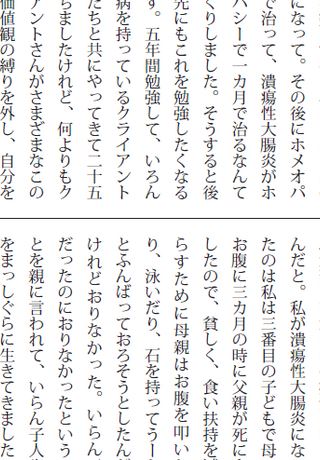 になって。その後にホメオパ
で治って、潰瘍性大腸炎がホ
パシーで一カ月で治るなんて
くりしました。そうすると後
にもこれを勉強したくなる
す。五年間勉強して、いろん
病を持っているクライアント
たちと共にやってきて二十五
ちましたけれど、何よりもク
アントさんがさまざまなこの
価値観の縛りを外し、自分を
んだと。私が潰瘍性大腸炎にな
たのは私は三番目の子どもで母
お腹に三カ月の時に父親が死に
したので、貧しく、食い扶持を
らすために母親はお腹を叩い
り、泳いだり、石を持ってうー
とふんばっておろそうとしたん
けれどおりなかった。いらん
だったのにおりなかったという
とを親に言われて、いらん子人
をまっしぐらに生きてきました